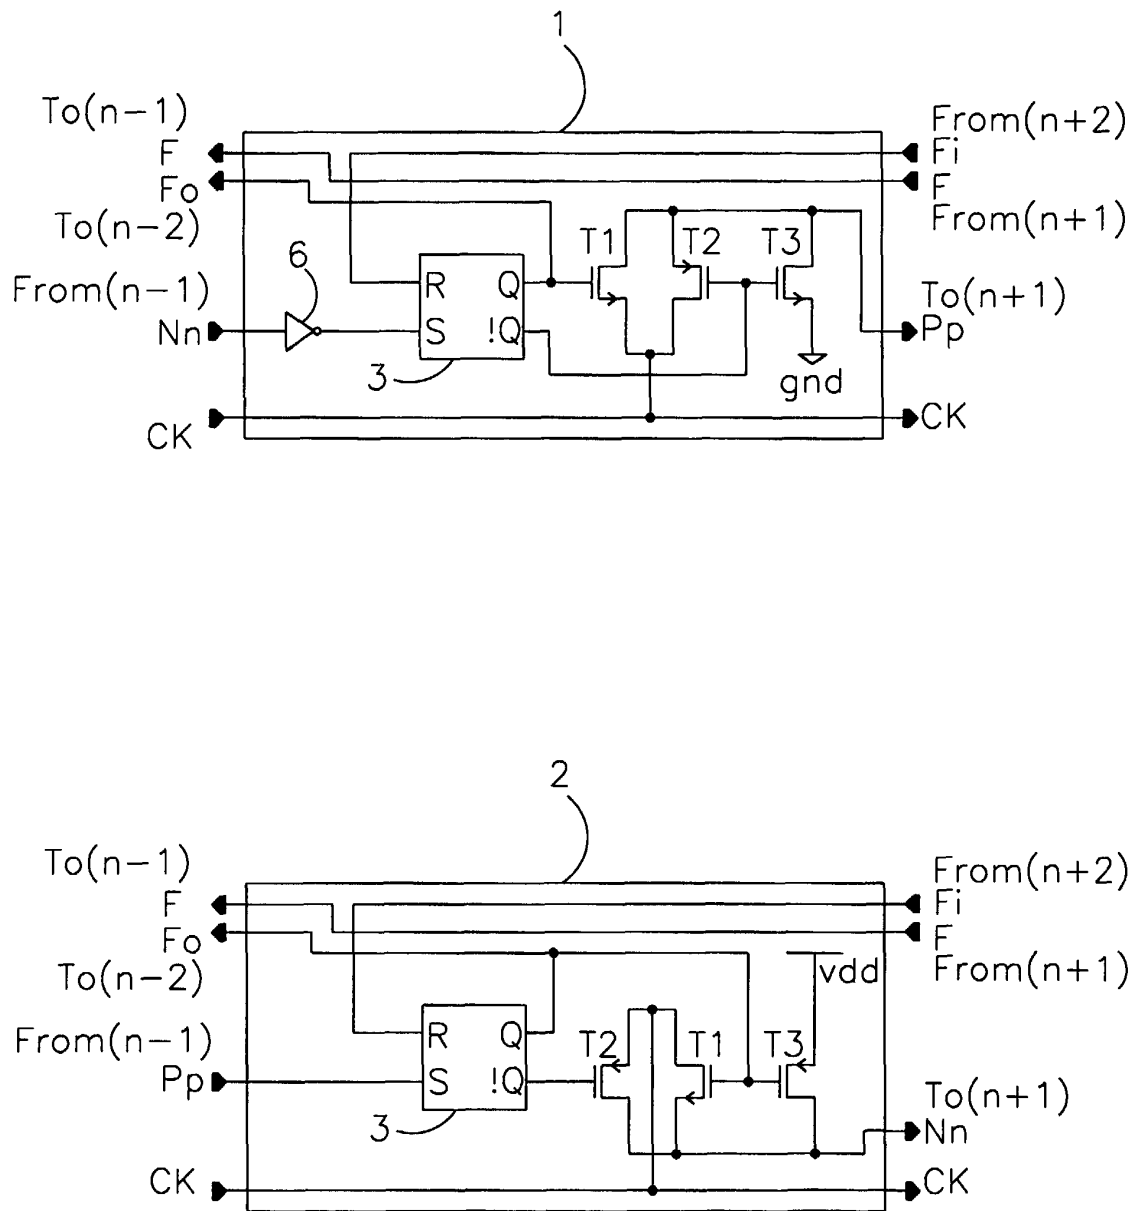 1
To(n-1)
From(n+2)
F
Fi
Fo
F
To(n-2)
From(n+1)
T1
T2
T3
6
From(n-1)
R
Q
To(n+1)
Nn
S
!Q
Pp
3
gnd
CK
CK
2
To(n-1)
From(n+2)
F
Fi
Fo
F
To(n-2)
vdd
From(n+1)
From(n-1)
R
Q
T2
T1
T3
Pp
S
!Q
To(n+1)
3
Nn
CK
CK